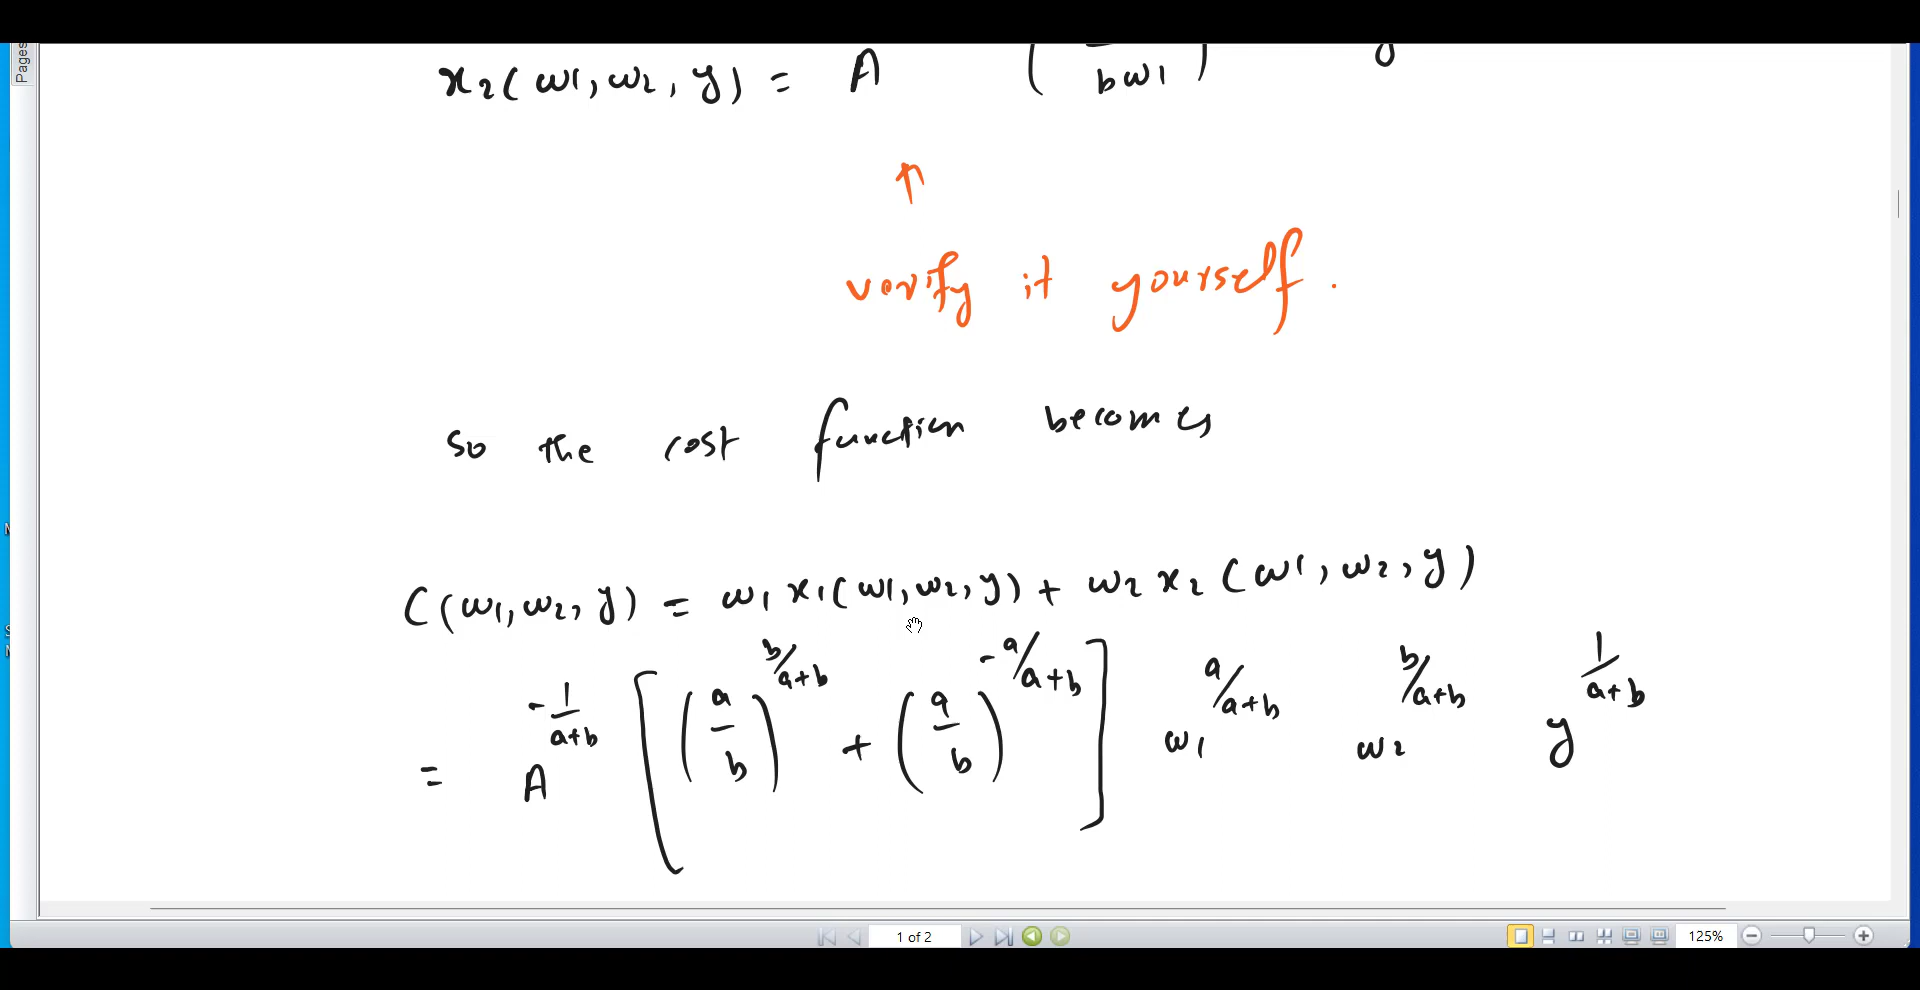 Pages
x2(w1, w2, y) = A ( / bw1 ) y
↑
verify it yourself.
So the cost function becomes
C(w1, w2, y) = w1 x1(w1, w2, y) + w2 x2(w1, w2, y)
= A^(-1/(a+b)) [ (a/b)^(b/(a+b)) + (a/b)^(-a/(a+b)) ] w1^(a/(a+b)) w2^(b/(a+b)) y^(1/(a+b))
1 of 2
125%